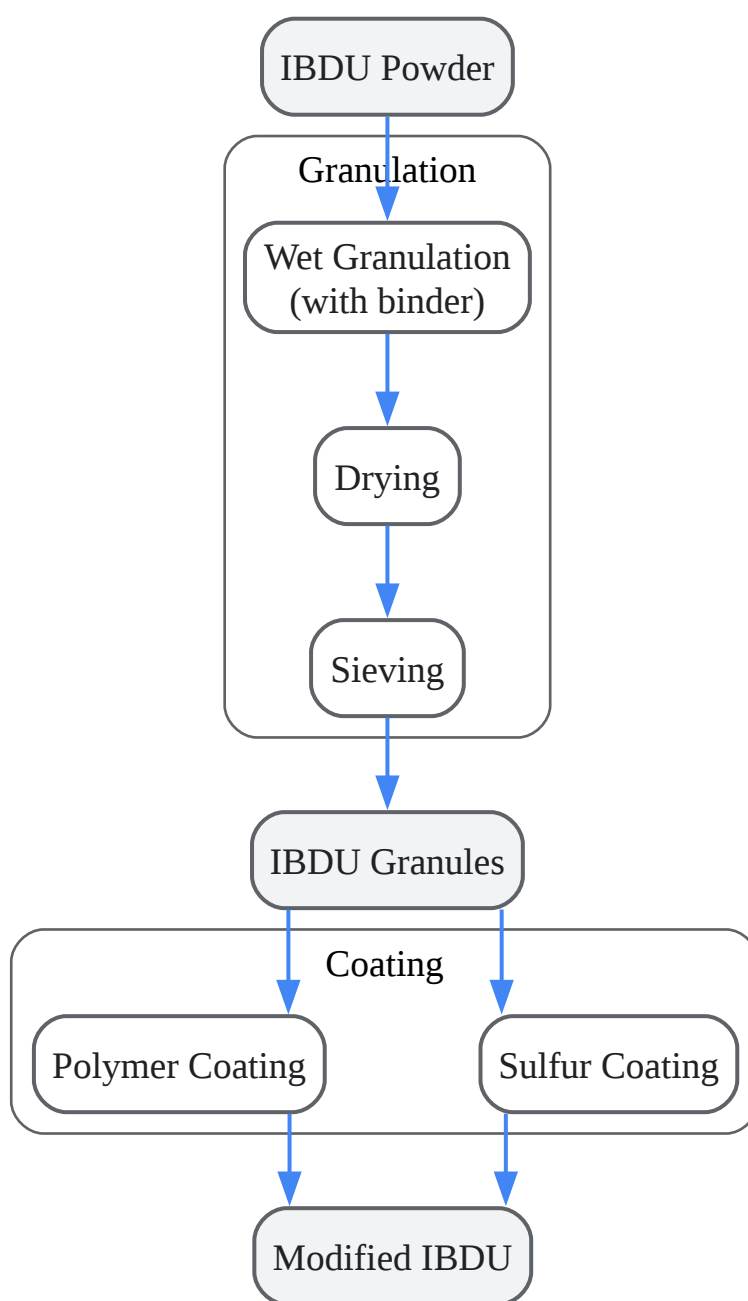 IBDU Powder
Granulation
Wet Granulation
(with binder)
Drying
Sieving
IBDU Granules
Coating
Polymer Coating
Sulfur Coating
Modified IBDU